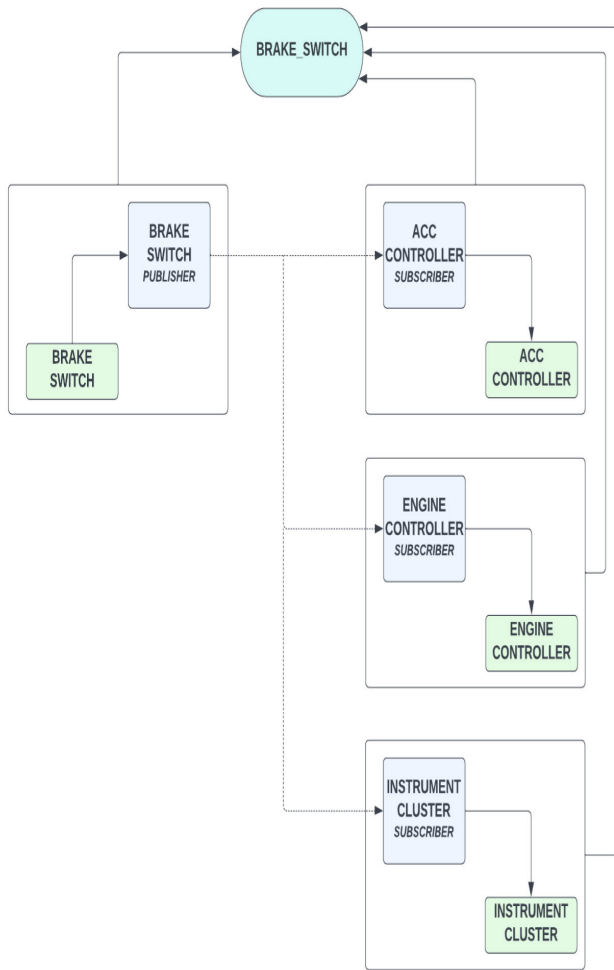 BRAKE_SWITCH
BRAKE
SWITCH
PUBLISHER
BRAKE
SWITCH
ACC
CONTROLLER
SUBSCRIBER
ACC
CONTROLLER
ENGINE
CONTROLLER
SUBSCRIBER
ENGINE
CONTROLLER
INSTRUMENT
CLUSTER
SUBSCRIBER
INSTRUMENT
CLUSTER